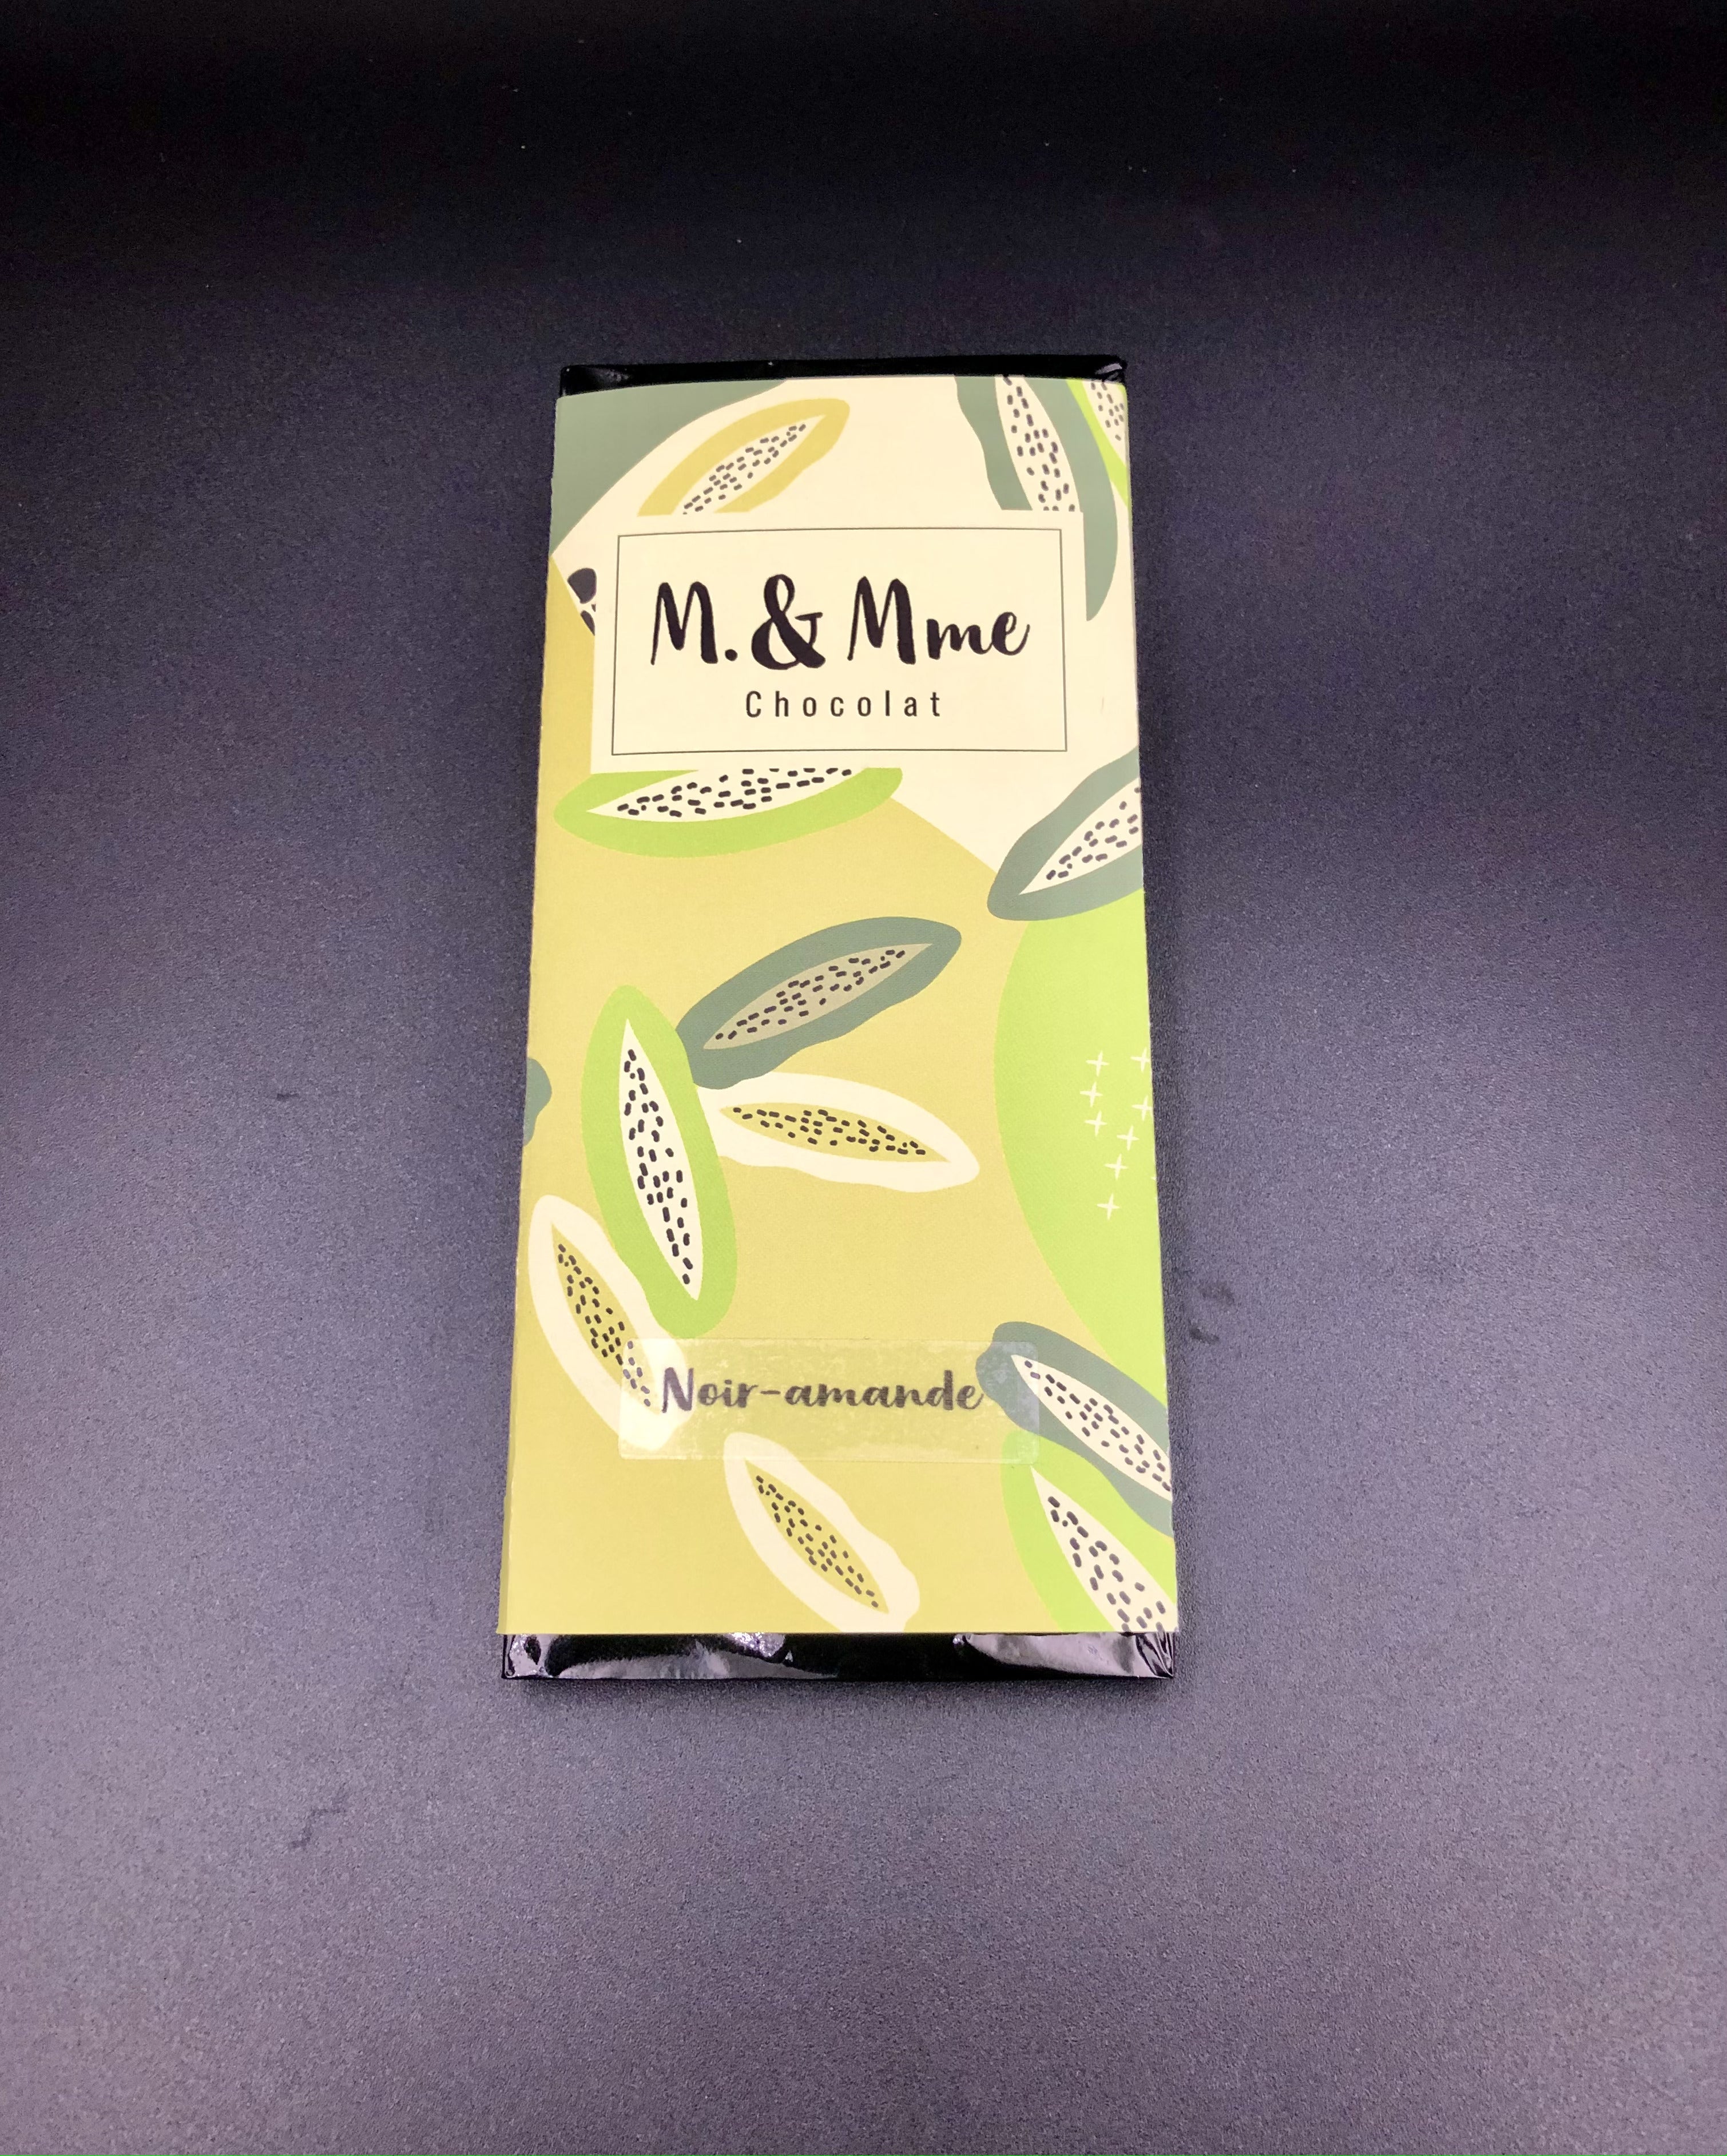 M. & Mme
Chocolat
Noir-amande